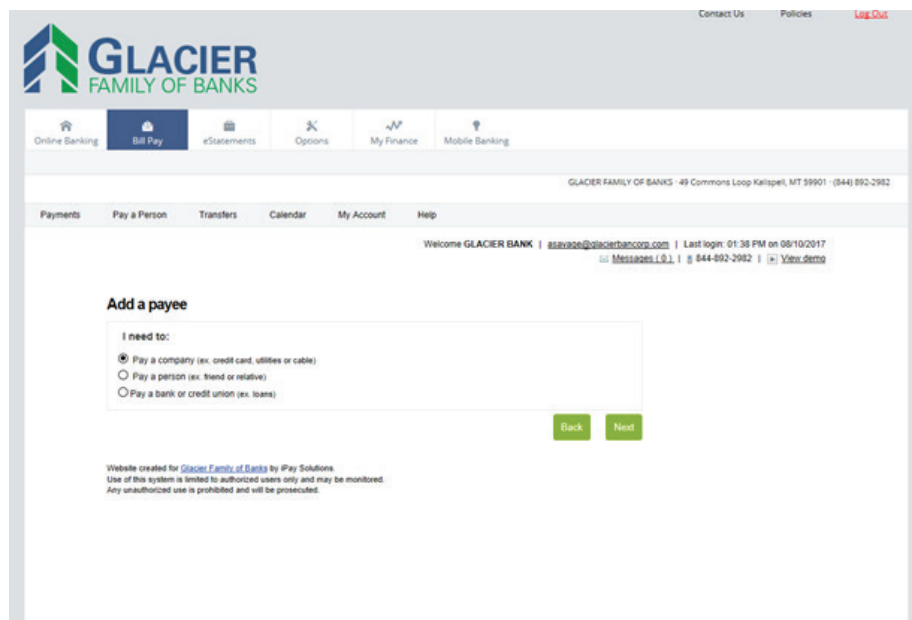 Contact Us Policies Log Out
GLACIER
FAMILY OF BANKS
Online Banking Bill Pay eStatements Options My Finance Mobile Banking
GLACIER FAMILY OF BANKS · 49 Commons Loop Kalispell, MT 59901 · (844) 892-2982
Payments Pay a Person Transfers Calendar My Account Help
Welcome GLACIER BANK | asavage@glacierbancorp.com | Last login: 01:38 PM on 08/10/2017
Messages ( 0 ) | 844-892-2982 | View demo
Add a payee
I need to:
Pay a company (ex. credit card, utilities or cable)
Pay a person (ex. friend or relative)
Pay a bank or credit union (ex. loans)
Back Next
Website created for Glacier Family of Banks by iPay Solutions.
Use of this system is limited to authorized users only and may be monitored.
Any unauthorized use is prohibited and will be prosecuted.